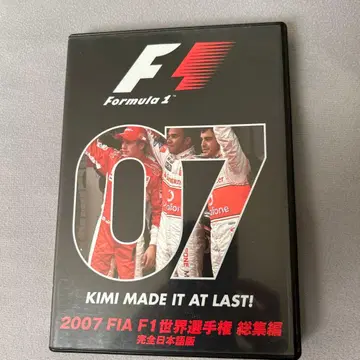 F1
Formula 1™
07
KIMI MADE IT AT LAST!
2007 FIA F1世界選手権 総集編
完全日本語版